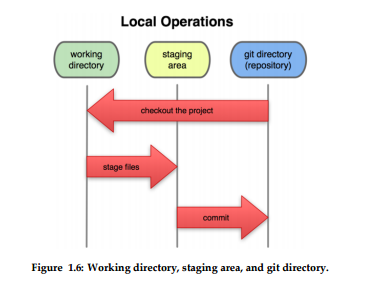 Local Operations
working
directory
staging
area
git directory
(repository)
checkout the project
stage files
commit
Figure 1.6: Working directory, staging area, and git directory.